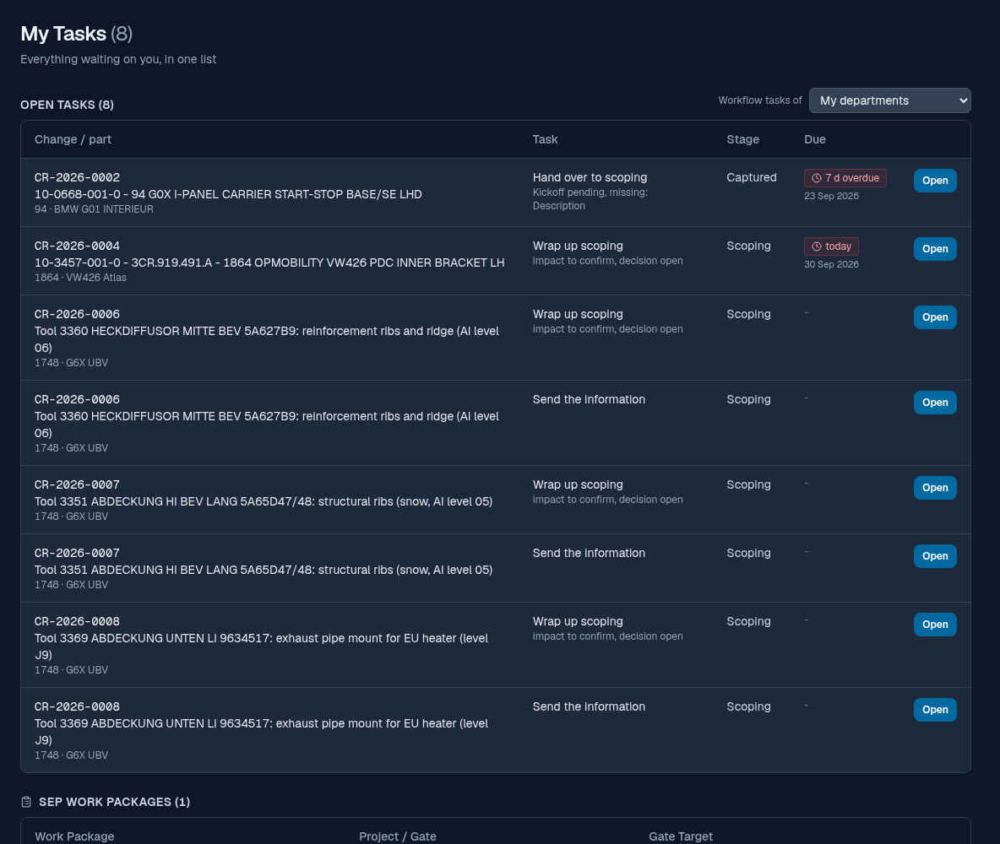 My Tasks (8)
Everything waiting on you, in one list
OPEN TASKS (8)
Workflow tasks of
My departments
Change / part
Task
Stage
Due
CR-2026-0002
10-0668-001-0 - 94 G0X I-PANEL CARRIER START-STOP BASE/SE LHD
94 · BMW G01 INTERIEUR
Hand over to scoping
Kickoff pending, missing:
Description
Captured
7 d overdue
23 Sep 2026
Open
CR-2026-0004
10-3457-001-0 - 3CR.919.491.A - 1864 OPMOBILITY VW426 PDC INNER BRACKET LH
1864 · VW426 Atlas
Wrap up scoping
impact to confirm, decision open
Scoping
today
30 Sep 2026
Open
CR-2026-0006
Tool 3360 HECKDIFFUSOR MITTE BEV 5A627B9: reinforcement ribs and ridge (AI level
06)
1748 · G6X UBV
Wrap up scoping
impact to confirm, decision open
Scoping
-
Open
CR-2026-0006
Tool 3360 HECKDIFFUSOR MITTE BEV 5A627B9: reinforcement ribs and ridge (AI level
06)
1748 · G6X UBV
Send the information
Scoping
-
Open
CR-2026-0007
Tool 3351 ABDECKUNG HI BEV LANG 5A65D47/48: structural ribs (snow, AI level 05)
1748 · G6X UBV
Wrap up scoping
impact to confirm, decision open
Scoping
-
Open
CR-2026-0007
Tool 3351 ABDECKUNG HI BEV LANG 5A65D47/48: structural ribs (snow, AI level 05)
1748 · G6X UBV
Send the information
Scoping
-
Open
CR-2026-0008
Tool 3369 ABDECKUNG UNTEN LI 9634517: exhaust pipe mount for EU heater (level
J9)
1748 · G6X UBV
Wrap up scoping
impact to confirm, decision open
Scoping
-
Open
CR-2026-0008
Tool 3369 ABDECKUNG UNTEN LI 9634517: exhaust pipe mount for EU heater (level
J9)
1748 · G6X UBV
Send the information
Scoping
-
Open
SEP WORK PACKAGES (1)
Work Package
Project / Gate
Gate Target